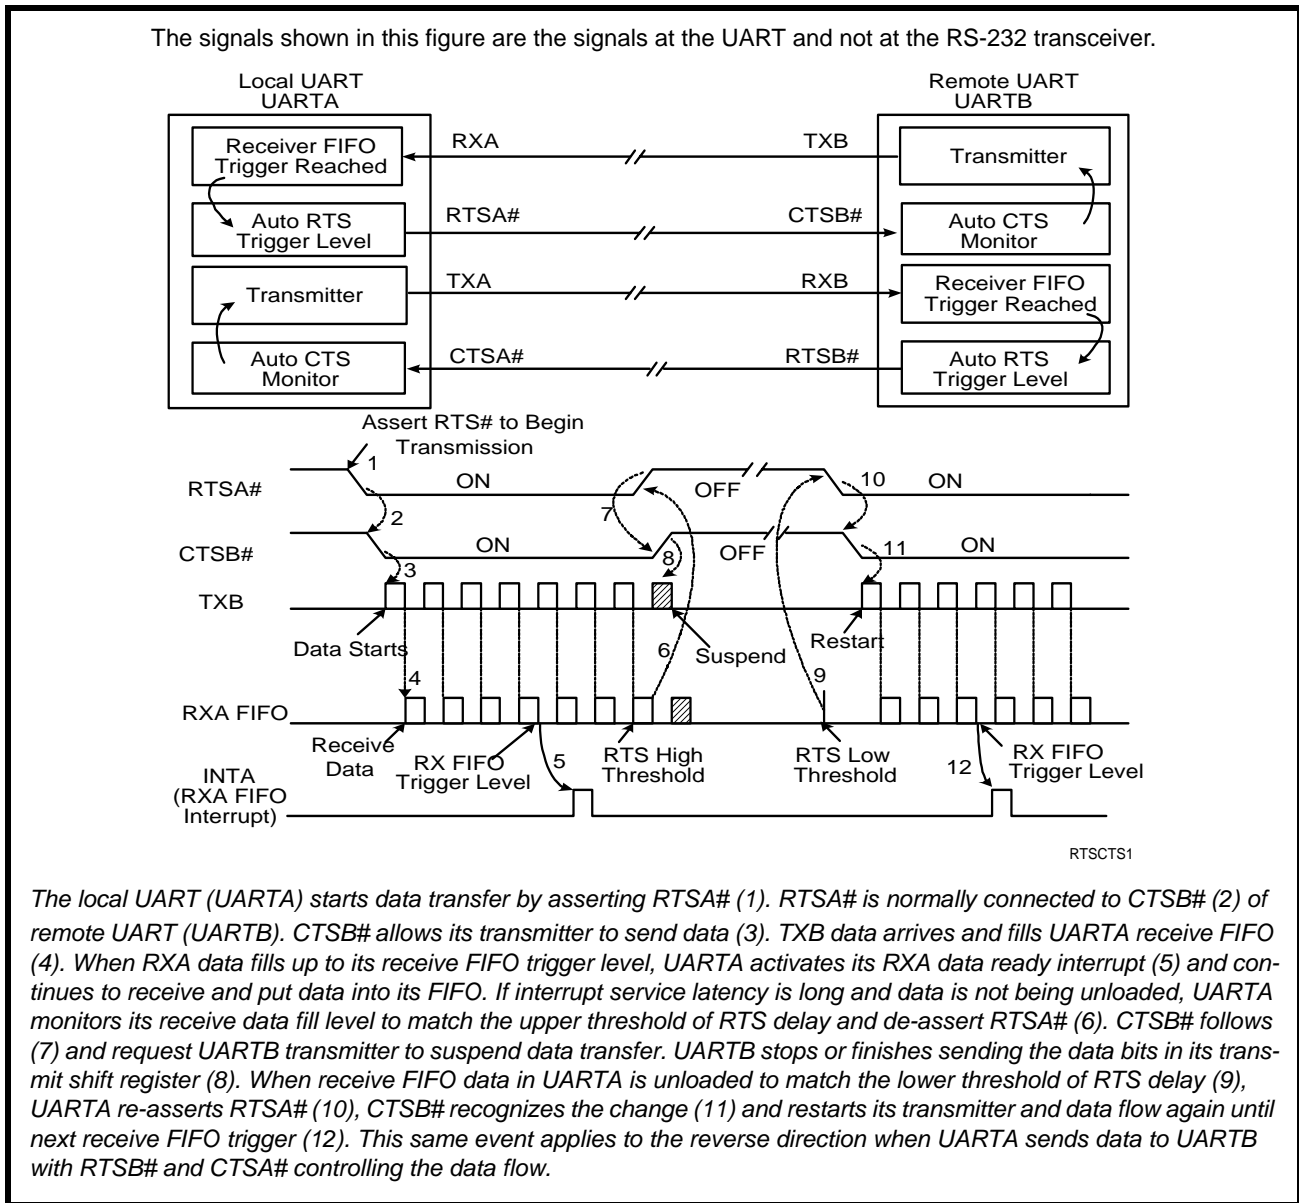 The signals shown in this figure are the signals at the UART and not at the RS-232 transceiver.
Local UART
UARTA
Remote UART
UARTB
Receiver FIFO
Trigger Reached
RXA
TXB
Transmitter
Auto RTS
Trigger Level
RTSA#
CTSB#
Auto CTS
Monitor
Transmitter
TXA
RXB
Receiver FIFO
Trigger Reached
Auto CTS
Monitor
CTSA#
RTSB#
Auto RTS
Trigger Level
Assert RTS# to Begin
Transmission
RTSA#
1
ON
OFF
10
ON
2
7
CTSB#
ON
8
OFF
11
ON
3
TXB
Data Starts
6
Suspend
Restart
4
9
RXA FIFO
Receive
Data
RX FIFO
Trigger Level
5
RTS High
Threshold
RTS Low
Threshold
12
RX FIFO
Trigger Level
INTA
(RXA FIFO
Interrupt)
RTSCTS1
The local UART (UARTA) starts data transfer by asserting RTSA# (1). RTSA# is normally connected to CTSB# (2) of
remote UART (UARTB). CTSB# allows its transmitter to send data (3). TXB data arrives and fills UARTA receive FIFO
(4). When RXA data fills up to its receive FIFO trigger level, UARTA activates its RXA data ready interrupt (5) and con-
tinues to receive and put data into its FIFO. If interrupt service latency is long and data is not being unloaded, UARTA
monitors its receive data fill level to match the upper threshold of RTS delay and de-assert RTSA# (6). CTSB# follows
(7) and request UARTB transmitter to suspend data transfer. UARTB stops or finishes sending the data bits in its trans-
mit shift register (8). When receive FIFO data in UARTA is unloaded to match the lower threshold of RTS delay (9),
UARTA re-asserts RTSA# (10), CTSB# recognizes the change (11) and restarts its transmitter and data flow again until
next receive FIFO trigger (12). This same event applies to the reverse direction when UARTA sends data to UARTB
with RTSB# and CTSA# controlling the data flow.